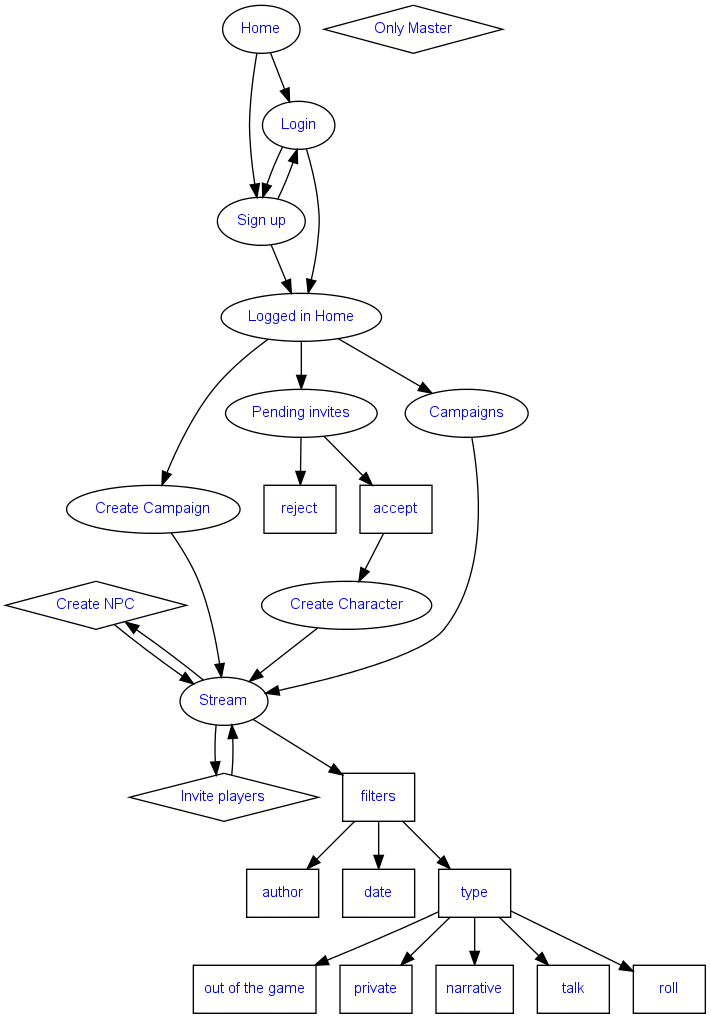 Home
Only Master
Login
Sign up
Logged in Home
Pending invites
Campaigns
Create Campaign
reject
accept
Create NPC
Create Character
Stream
Invite players
filters
author
date
type
out of the game
private
narrative
talk
roll